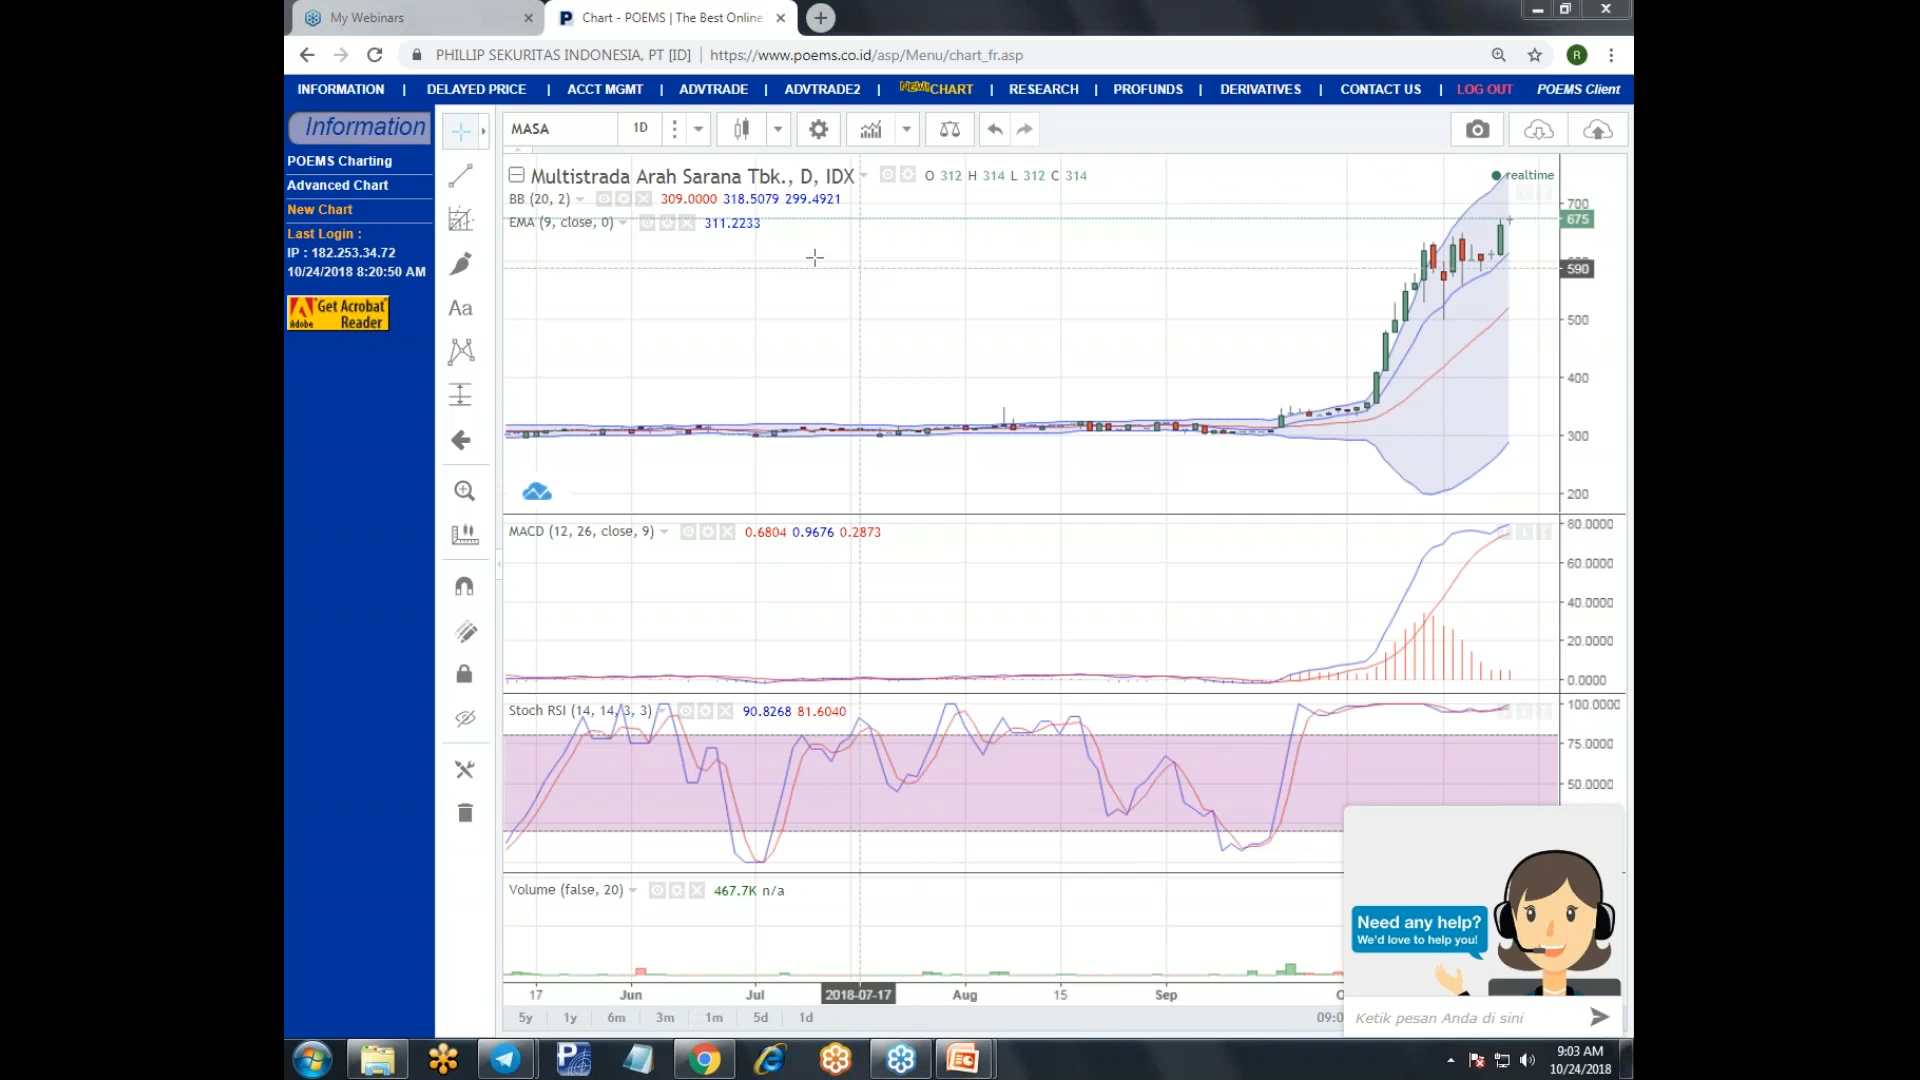 My Webinars
Chart - POEMS | The Best Online
PHILLIP SEKURITAS INDONESIA, PT [ID] | https://www.poems.co.id/asp/Menu/chart_fr.asp
R
INFORMATION | DELAYED PRICE | ACCT MGMT | ADVTRADE | ADVTRADE2 | NEW! CHART | RESEARCH | PROFUNDS | DERIVATIVES | CONTACT US | LOG OUT POEMS Client
Information
POEMS Charting
Advanced Chart
New Chart
Last Login :
IP : 182.253.34.72
10/24/2018 8:20:50 AM
Get Acrobat
Adobe Reader
Aa
MASA 1D
Multistrada Arah Sarana Tbk., D, IDX O 312 H 314 L 312 C 314
realtime
BB (20, 2) 309.0000 318.5079 299.4921
EMA (9, close, 0) 311.2233
700
675
590
500
400
300
200
MACD (12, 26, close, 9) 0.6804 0.9676 0.2873
80.0000
60.0000
40.0000
20.0000
0.0000
Stoch RSI (14, 14, 3, 3) 90.8268 81.6040
100.0000
75.0000
50.0000
Volume (false, 20) 467.7K n/a
17 Jun Jul 2018-07-17 Aug 15 Sep
5y 1y 6m 3m 1m 5d 1d
09:0
Need any help?
We'd love to help you!
Ketik pesan Anda di sini
9:03 AM
10/24/2018